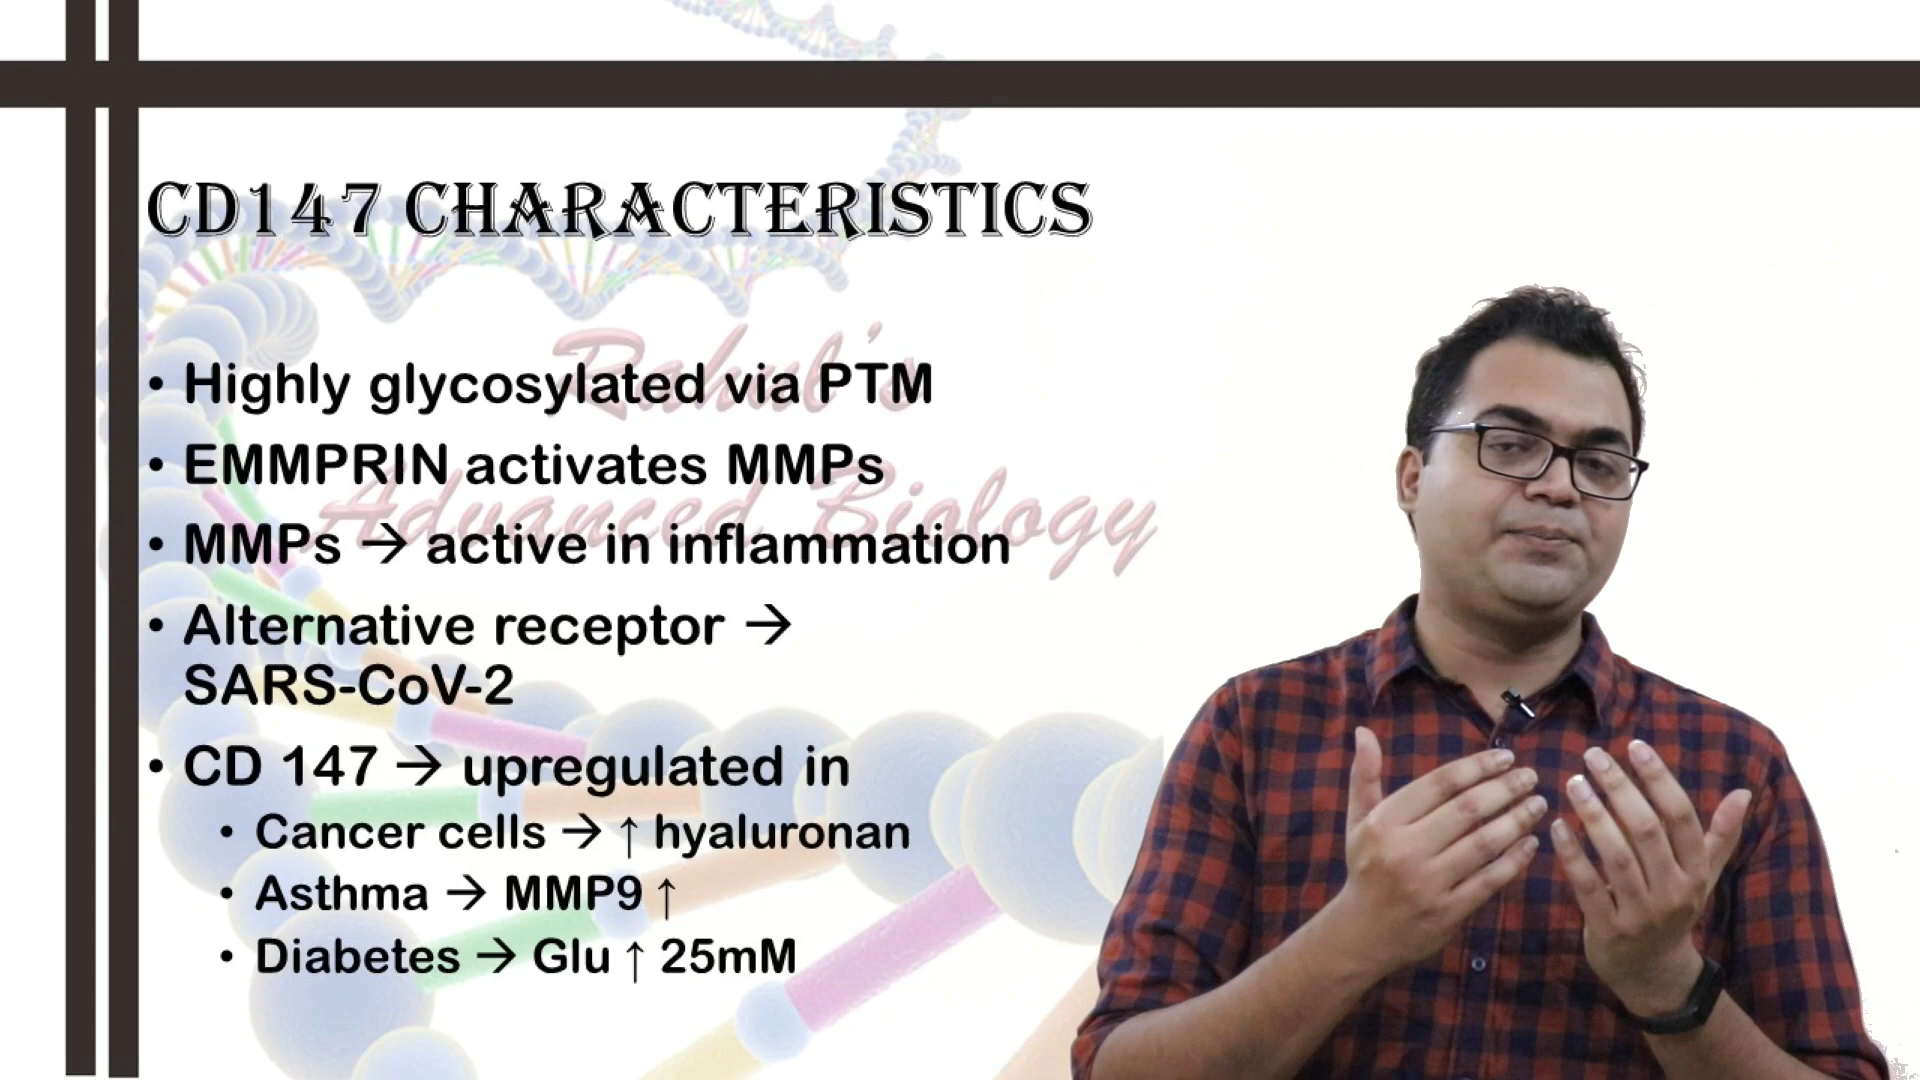 CD147 CHARACTERISTICS
Rahul's
Advanced Biology
• Highly glycosylated via PTM
• EMMPRIN activates MMPs
• MMPs → active in inflammation
• Alternative receptor →
SARS-CoV-2
• CD 147 → upregulated in
• Cancer cells → ↑ hyaluronan
• Asthma → MMP9 ↑
• Diabetes → Glu ↑ 25mM